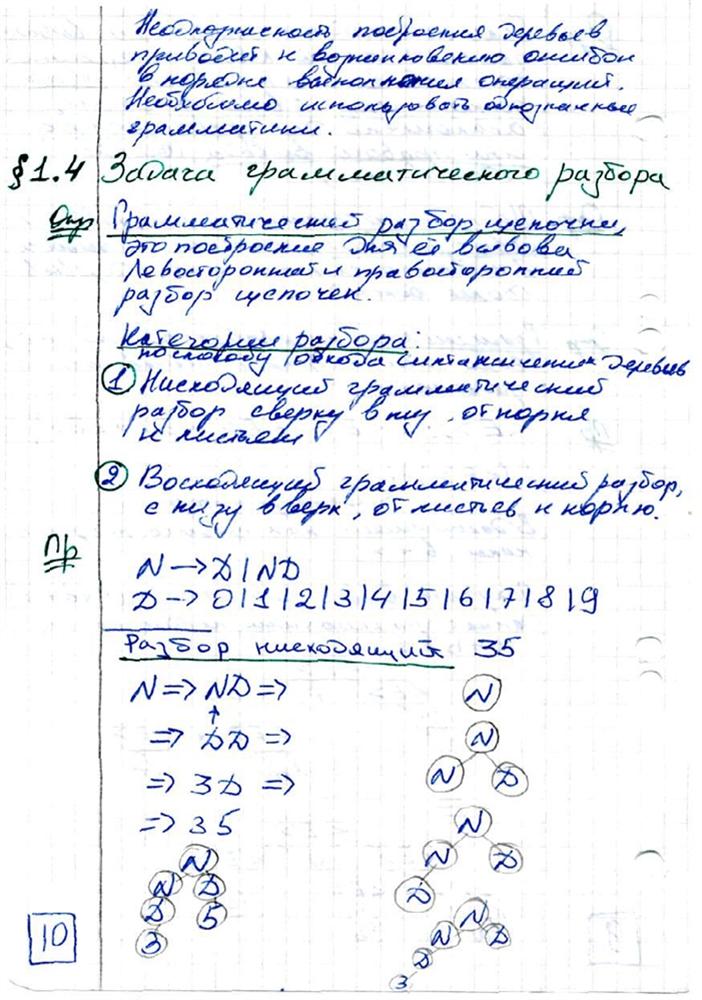 Неоднозначность построения деревьев
приводит к возникновению ошибок
в порядке выполнения операций.
Необходимо использовать однозначные
грамматики.
§1.4 Задача грамматического разбора
Опр Грамматический разбор цепочки,
это построение для её вывова
Левосторонний и правосторонний
разбор цепочек.
Категории разбора:
по способу обхода синтаксических деревьев
1 Нисходящий грамматический
разбор сверху вниз, от корня
к листьям
2 Восходящий грамматический разбор,
с низу вверх, от листьев к корню.
Пр
N → D | ND
D → 0|1|2|3|4|5|6|7|8|9
Разбор нисходящий 35
N => ND =>
↑
=> DD =>
=> 3D =>
=> 35
N
N
N D
N
N D
D
N
N D
D
3
N
N D
D 5
3
10